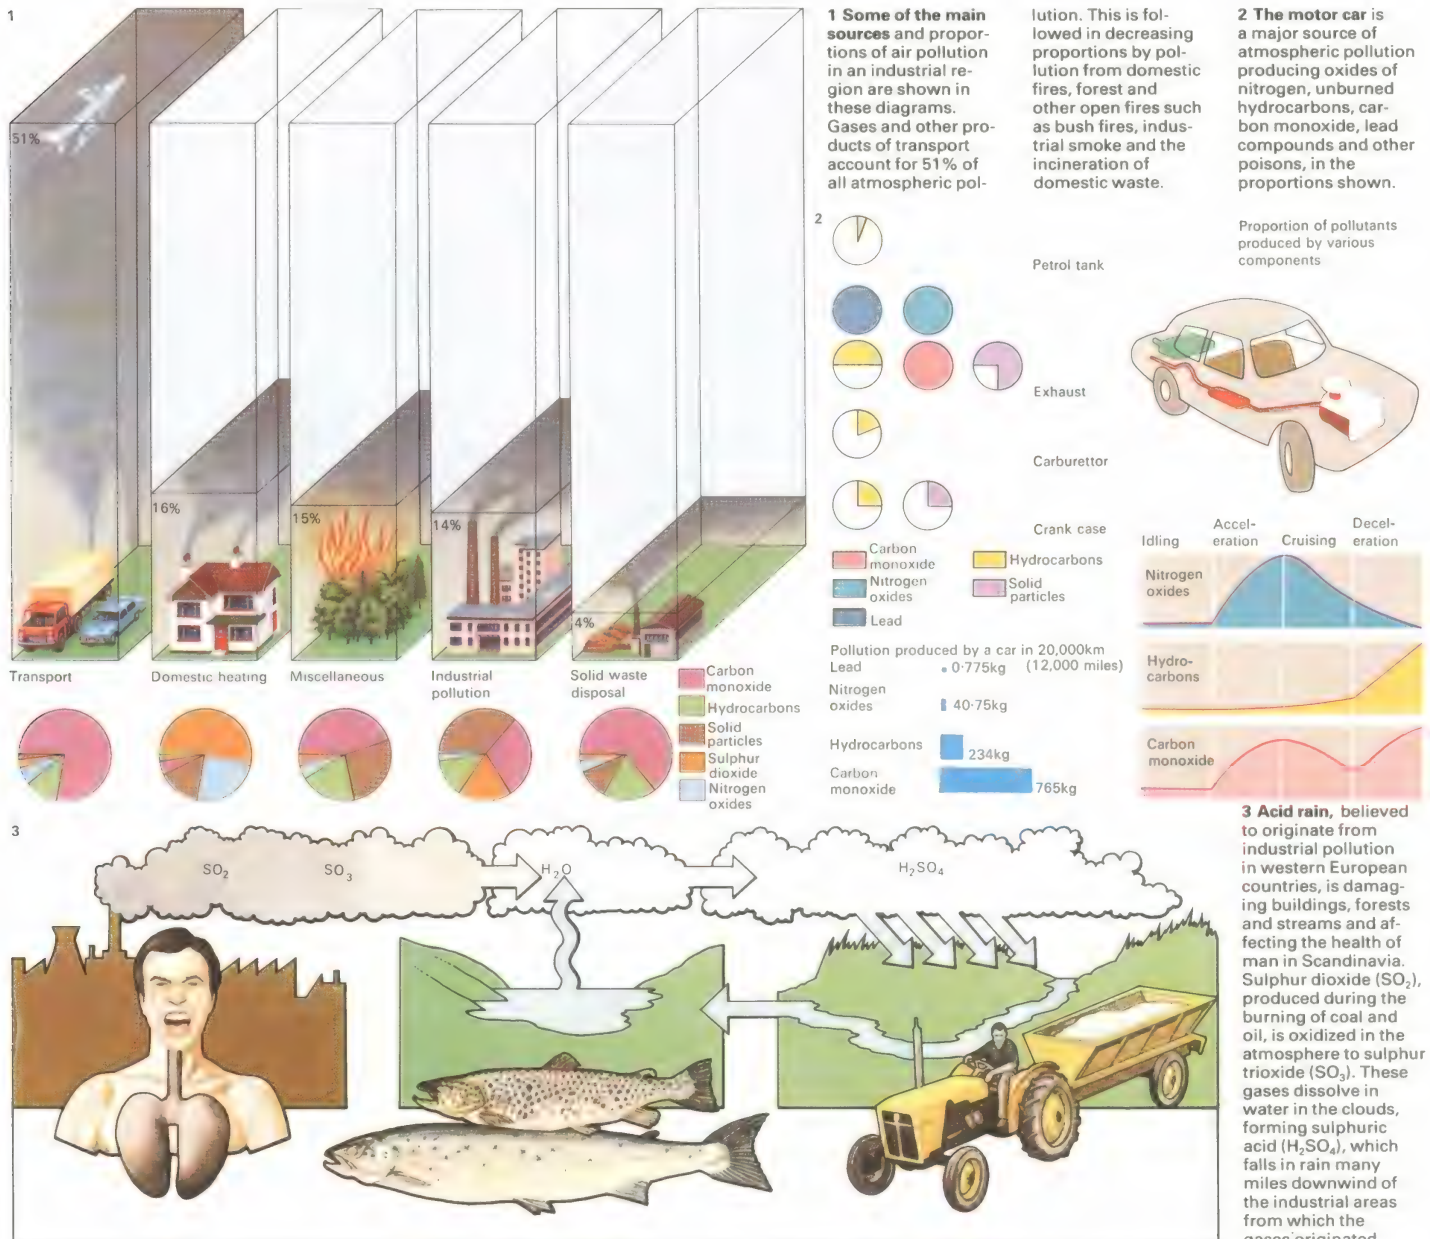 1
51%
16%
15%
14%
4%
Transport
Domestic heating
Miscellaneous
Industrial
pollution
Solid waste
disposal
Carbon
monoxide
Hydrocarbons
Solid
particles
Sulphur
dioxide
Nitrogen
oxides
1 Some of the main
sources and propor-
tions of air pollution
in an industrial re-
gion are shown in
these diagrams.
Gases and other pro-
ducts of transport
account for 51% of
all atmospheric pol-
lution. This is fol-
lowed in decreasing
proportions by pol-
lution from domestic
fires, forest and
other open fires such
as bush fires, indus-
trial smoke and the
incineration of
domestic waste.
2 The motor car is
a major source of
atmospheric pollution
producing oxides of
nitrogen, unburned
hydrocarbons, car-
bon monoxide, lead
compounds and other
poisons, in the
proportions shown.
2
Proportion of pollutants
produced by various
components
Petrol tank
Exhaust
Carburettor
Crank case
Carbon
monoxide
Hydrocarbons
Nitrogen
oxides
Solid
particles
Lead
Pollution produced by a car in 20,000km
(12,000 miles)
Lead 0·775kg
Nitrogen
oxides 40·75kg
Hydrocarbons 234kg
Carbon
monoxide 765kg
Idling
Accel-
eration
Cruising
Decel-
eration
Nitrogen
oxides
Hydro-
carbons
Carbon
monoxide
3
SO2
SO3
H2O
H2SO4
3 Acid rain, believed
to originate from
industrial pollution
in western European
countries, is damag-
ing buildings, forests
and streams and af-
fecting the health of
man in Scandinavia.
Sulphur dioxide (SO2),
produced during the
burning of coal and
oil, is oxidized in the
atmosphere to sulphur
trioxide (SO3). These
gases dissolve in
water in the clouds,
forming sulphuric
acid (H2SO4), which
falls in rain many
miles downwind of
the industrial areas
from which the
gases originated